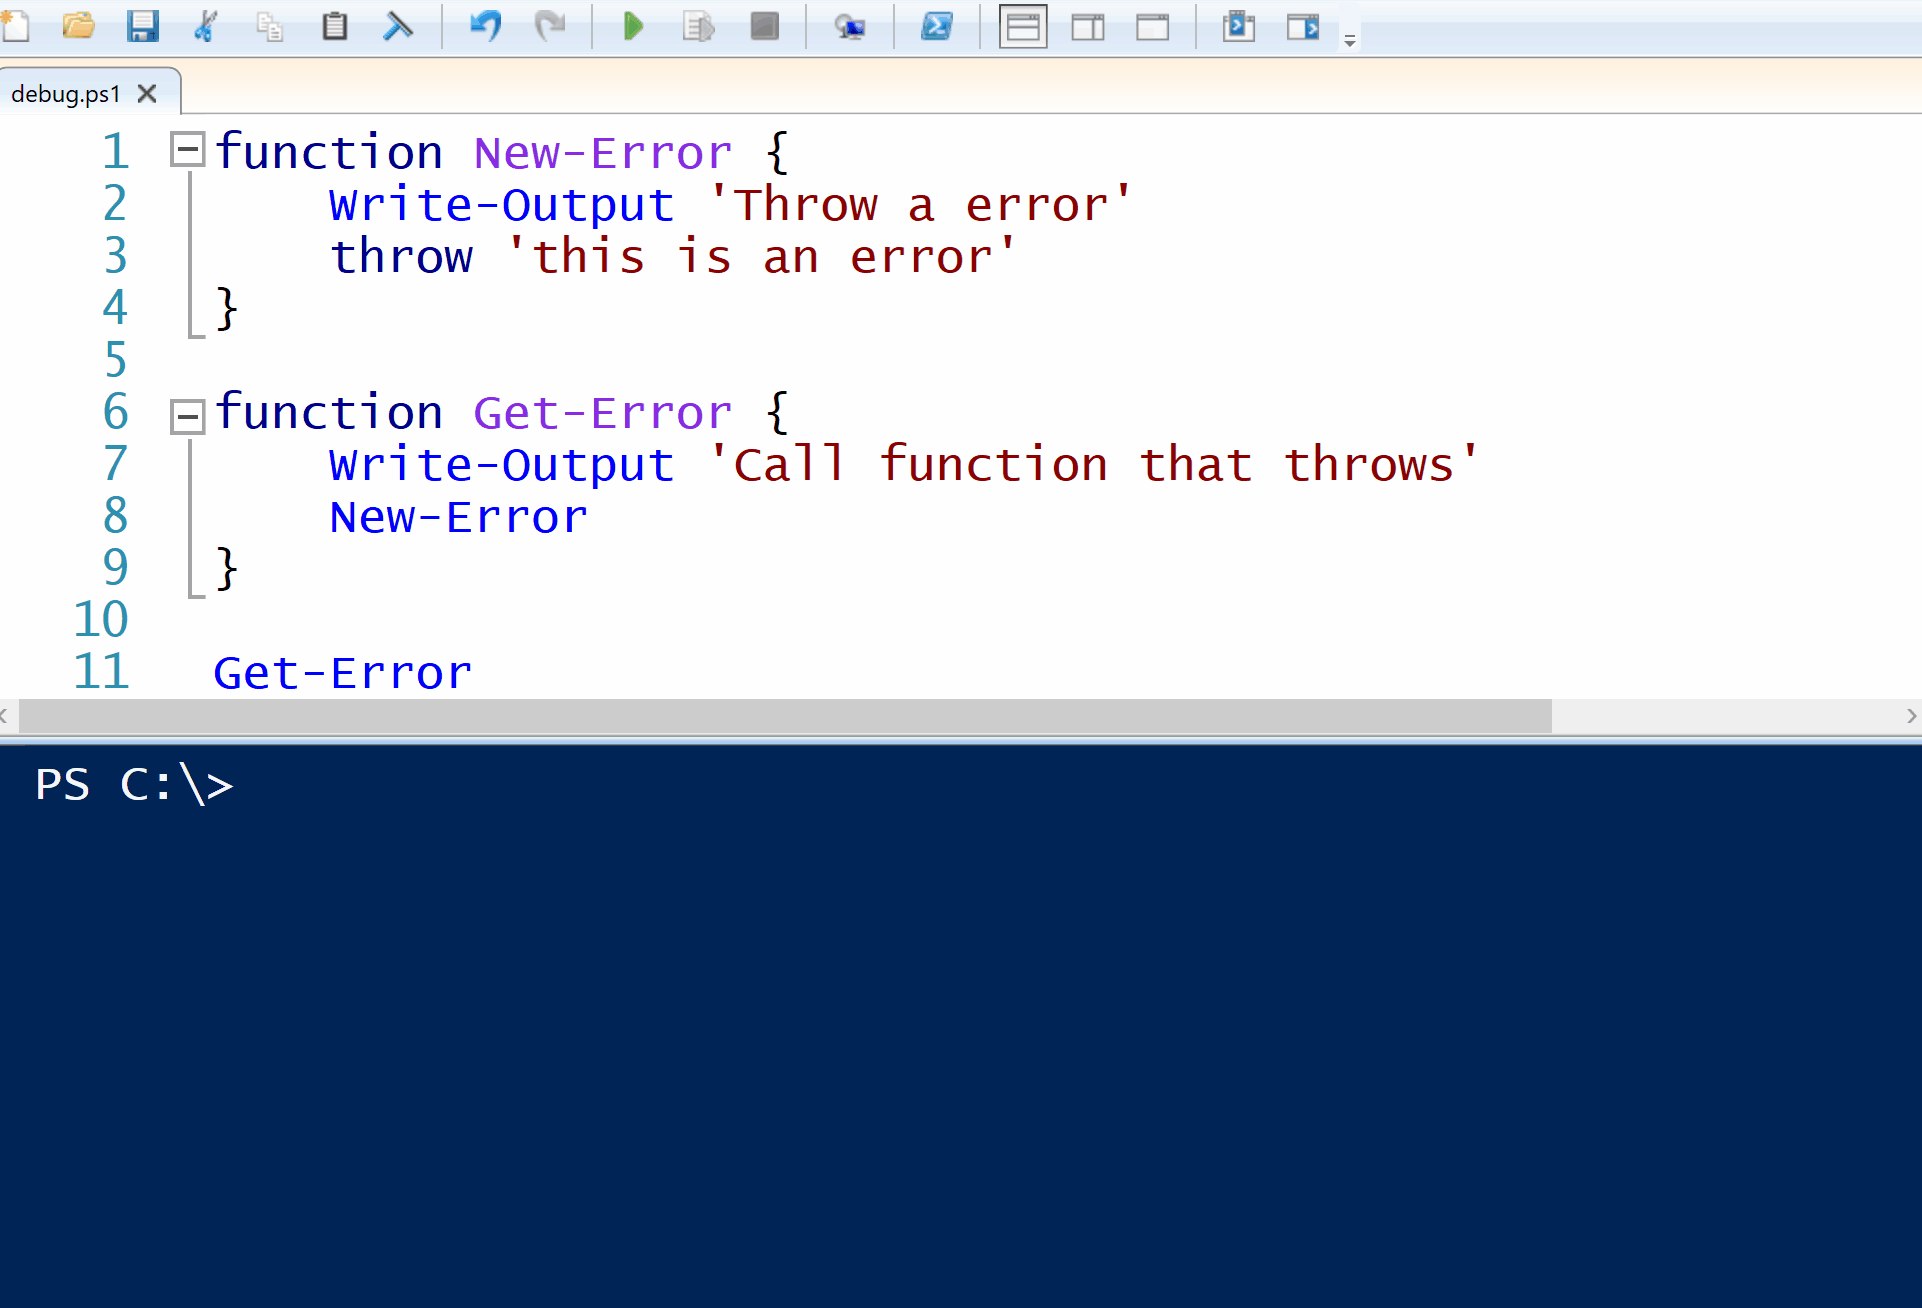 debug.ps1
1 function New-Error {
2     Write-Output 'Throw a error'
3     throw 'this is an error'
4 }
5
6 function Get-Error {
7     Write-Output 'Call function that throws'
8     New-Error
9 }
10
11 Get-Error
PS C:\>